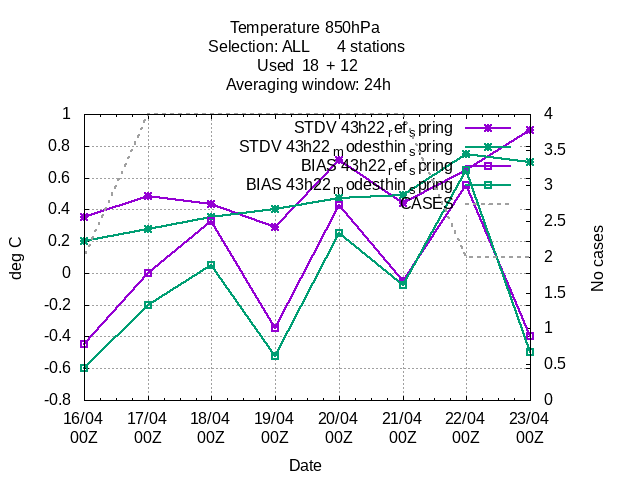 Temperature 850hPa
Selection: ALL 4 stations
Used 18 + 12
Averaging window: 24h
STDV 43h22ref_spring
STDV 43h22modesthin_spring
BIAS 43h22ref_spring
BIAS 43h22modesthin_spring
CASES
1
0.8
0.6
0.4
0.2
0
-0.2
-0.4
-0.6
-0.8
deg C
4
3.5
3
2.5
2
1.5
1
0.5
0
No cases
16/04 17/04 18/04 19/04 20/04 21/04 22/04 23/04
00Z 00Z 00Z 00Z 00Z 00Z 00Z 00Z
Date